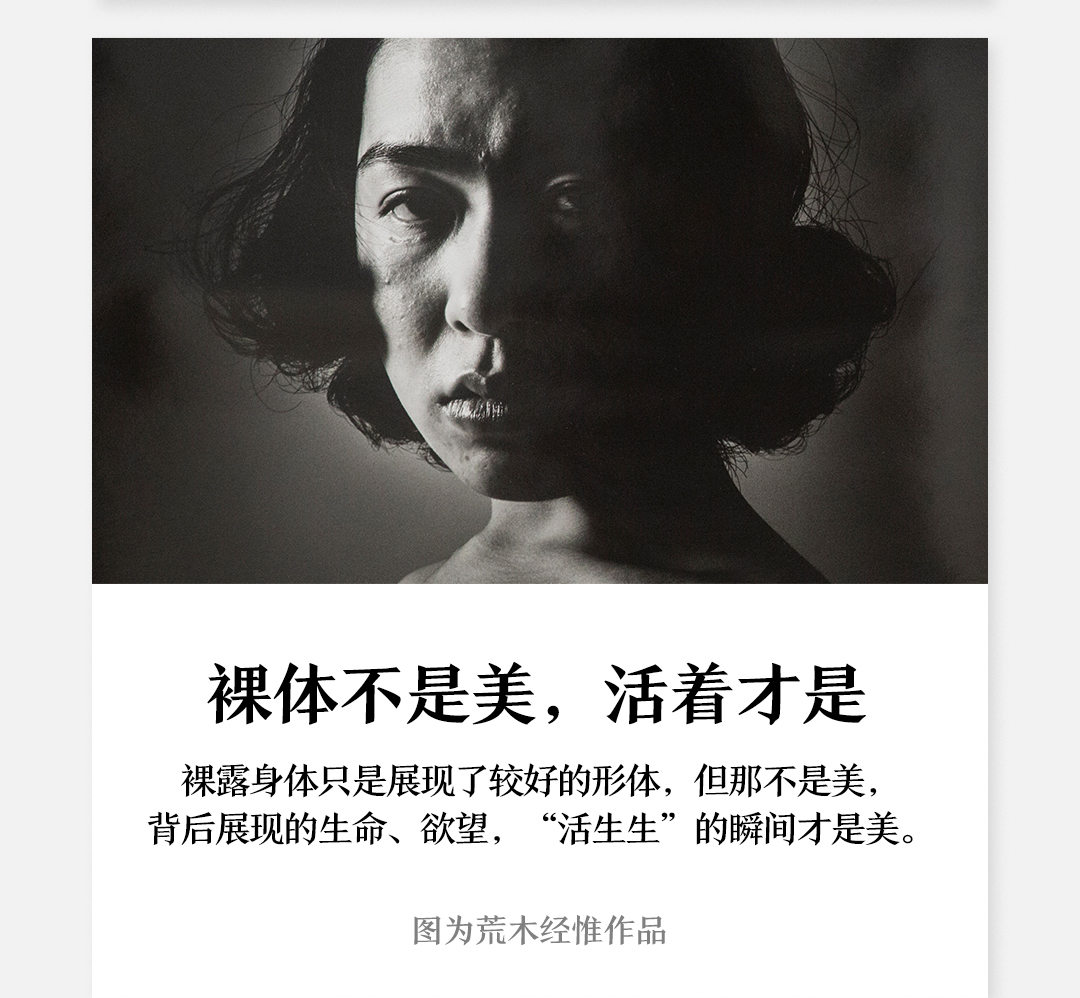 裸体不是美，活着才是
裸露身体只是展现了较好的形体，但那不是美，
背后展现的生命、欲望，“活生生”的瞬间才是美。
图为荒木经惟作品